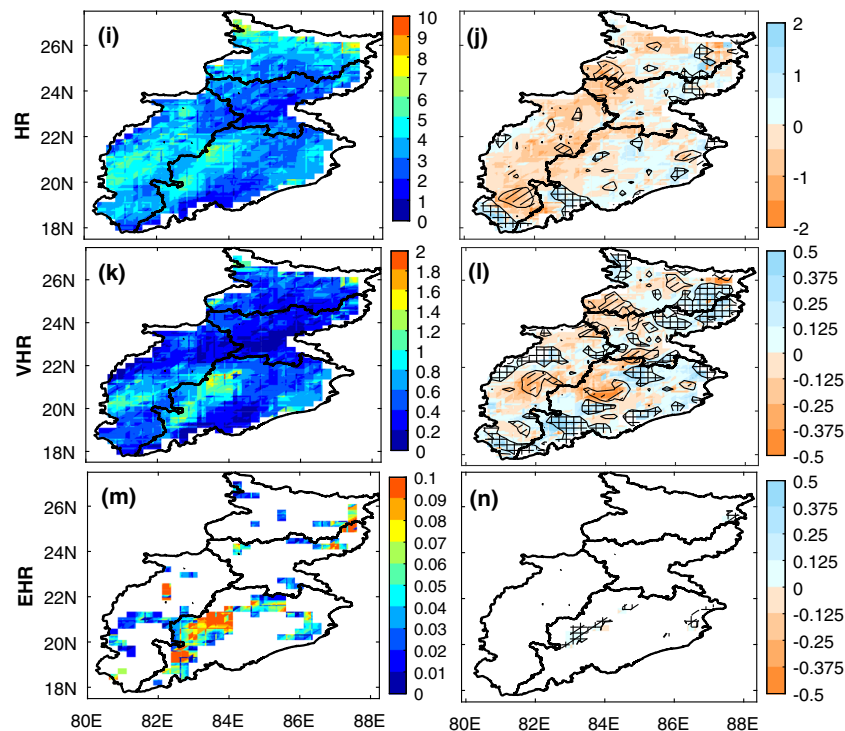 (i)
10
9
8
7
6
5
4
3
2
1
0
26N
24N
22N
20N
18N
HR
(j)
2
1
0
-1
-2
(k)
2
1.8
1.6
1.4
1.2
1
0.8
0.6
0.4
0.2
0
26N
24N
22N
20N
18N
VHR
(l)
0.5
0.375
0.25
0.125
0
-0.125
-0.25
-0.375
-0.5
(m)
0.1
0.09
0.08
0.07
0.06
0.05
0.04
0.03
0.02
0.01
0
26N
24N
22N
20N
18N
EHR
(n)
0.5
0.375
0.25
0.125
0
-0.125
-0.25
-0.375
-0.5
80E 82E 84E 86E 88E
80E 82E 84E 86E 88E